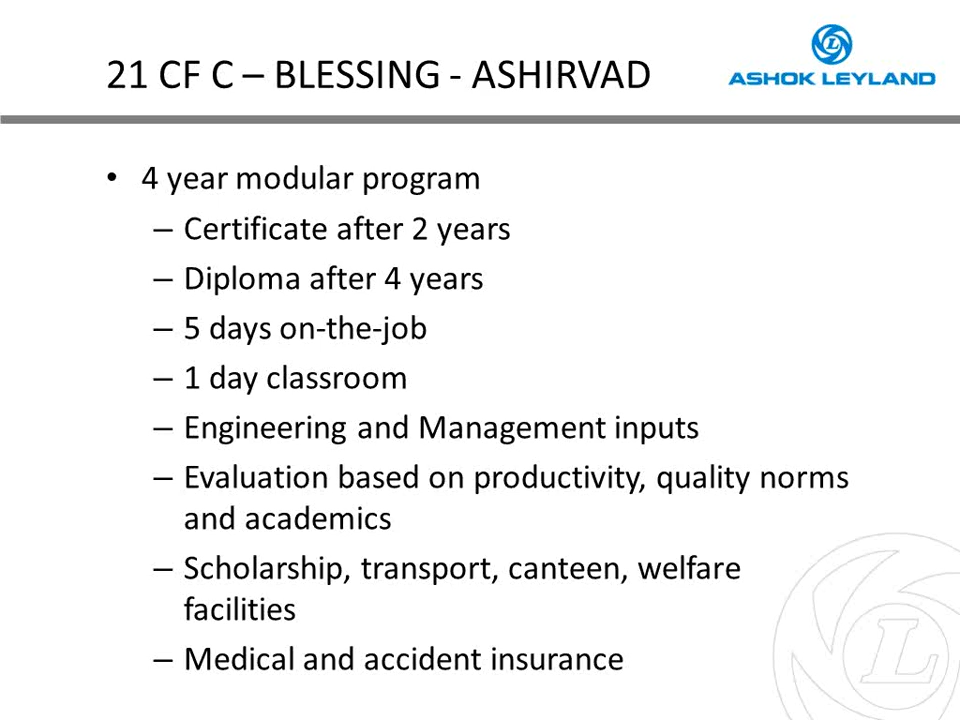 21 CF C – BLESSING - ASHIRVAD
ASHOK LEYLAND
• 4 year modular program
– Certificate after 2 years
– Diploma after 4 years
– 5 days on-the-job
– 1 day classroom
– Engineering and Management inputs
– Evaluation based on productivity, quality norms
and academics
– Scholarship, transport, canteen, welfare
facilities
– Medical and accident insurance
L
L